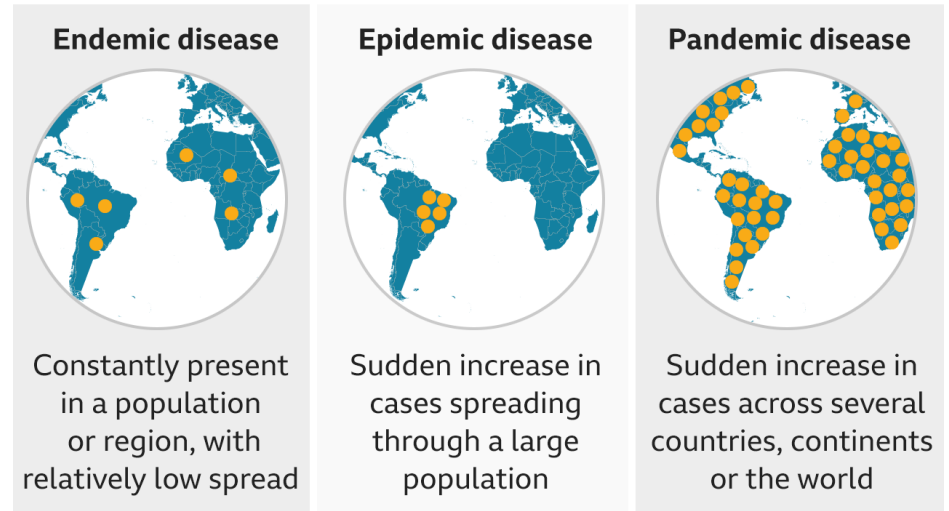 Endemic disease
Constantly present
in a population
or region, with
relatively low spread
Epidemic disease
Sudden increase in
cases spreading
through a large
population
Pandemic disease
Sudden increase in
cases across several
countries, continents
or the world